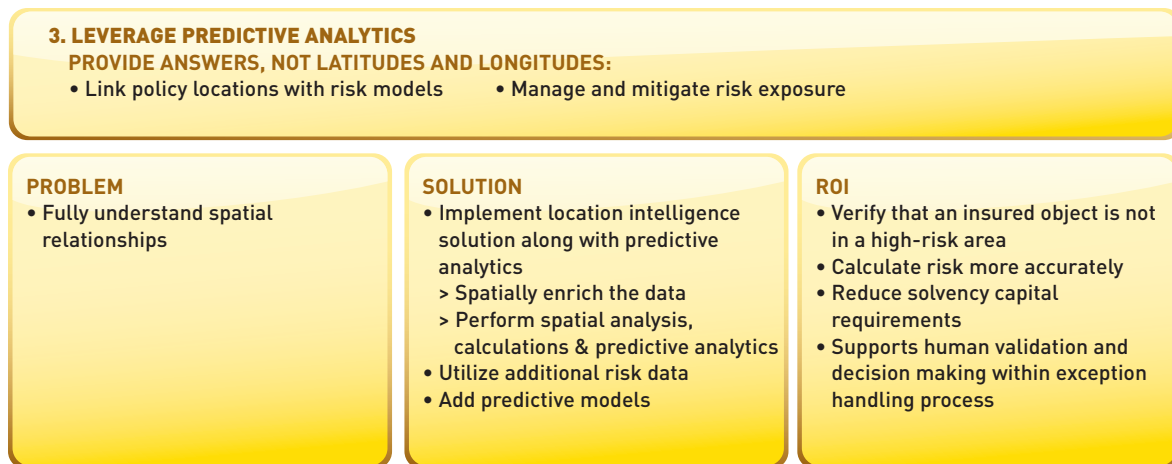 3. LEVERAGE PREDICTIVE ANALYTICS
PROVIDE ANSWERS, NOT LATITUDES AND LONGITUDES:
• Link policy locations with risk models • Manage and mitigate risk exposure
PROBLEM
• Fully understand spatial
relationships
SOLUTION
• Implement location intelligence
solution along with predictive
analytics
> Spatially enrich the data
> Perform spatial analysis,
calculations & predictive analytics
• Utilize additional risk data
• Add predictive models
ROI
• Verify that an insured object is not
in a high-risk area
• Calculate risk more accurately
• Reduce solvency capital
requirements
• Supports human validation and
decision making within exception
handling process